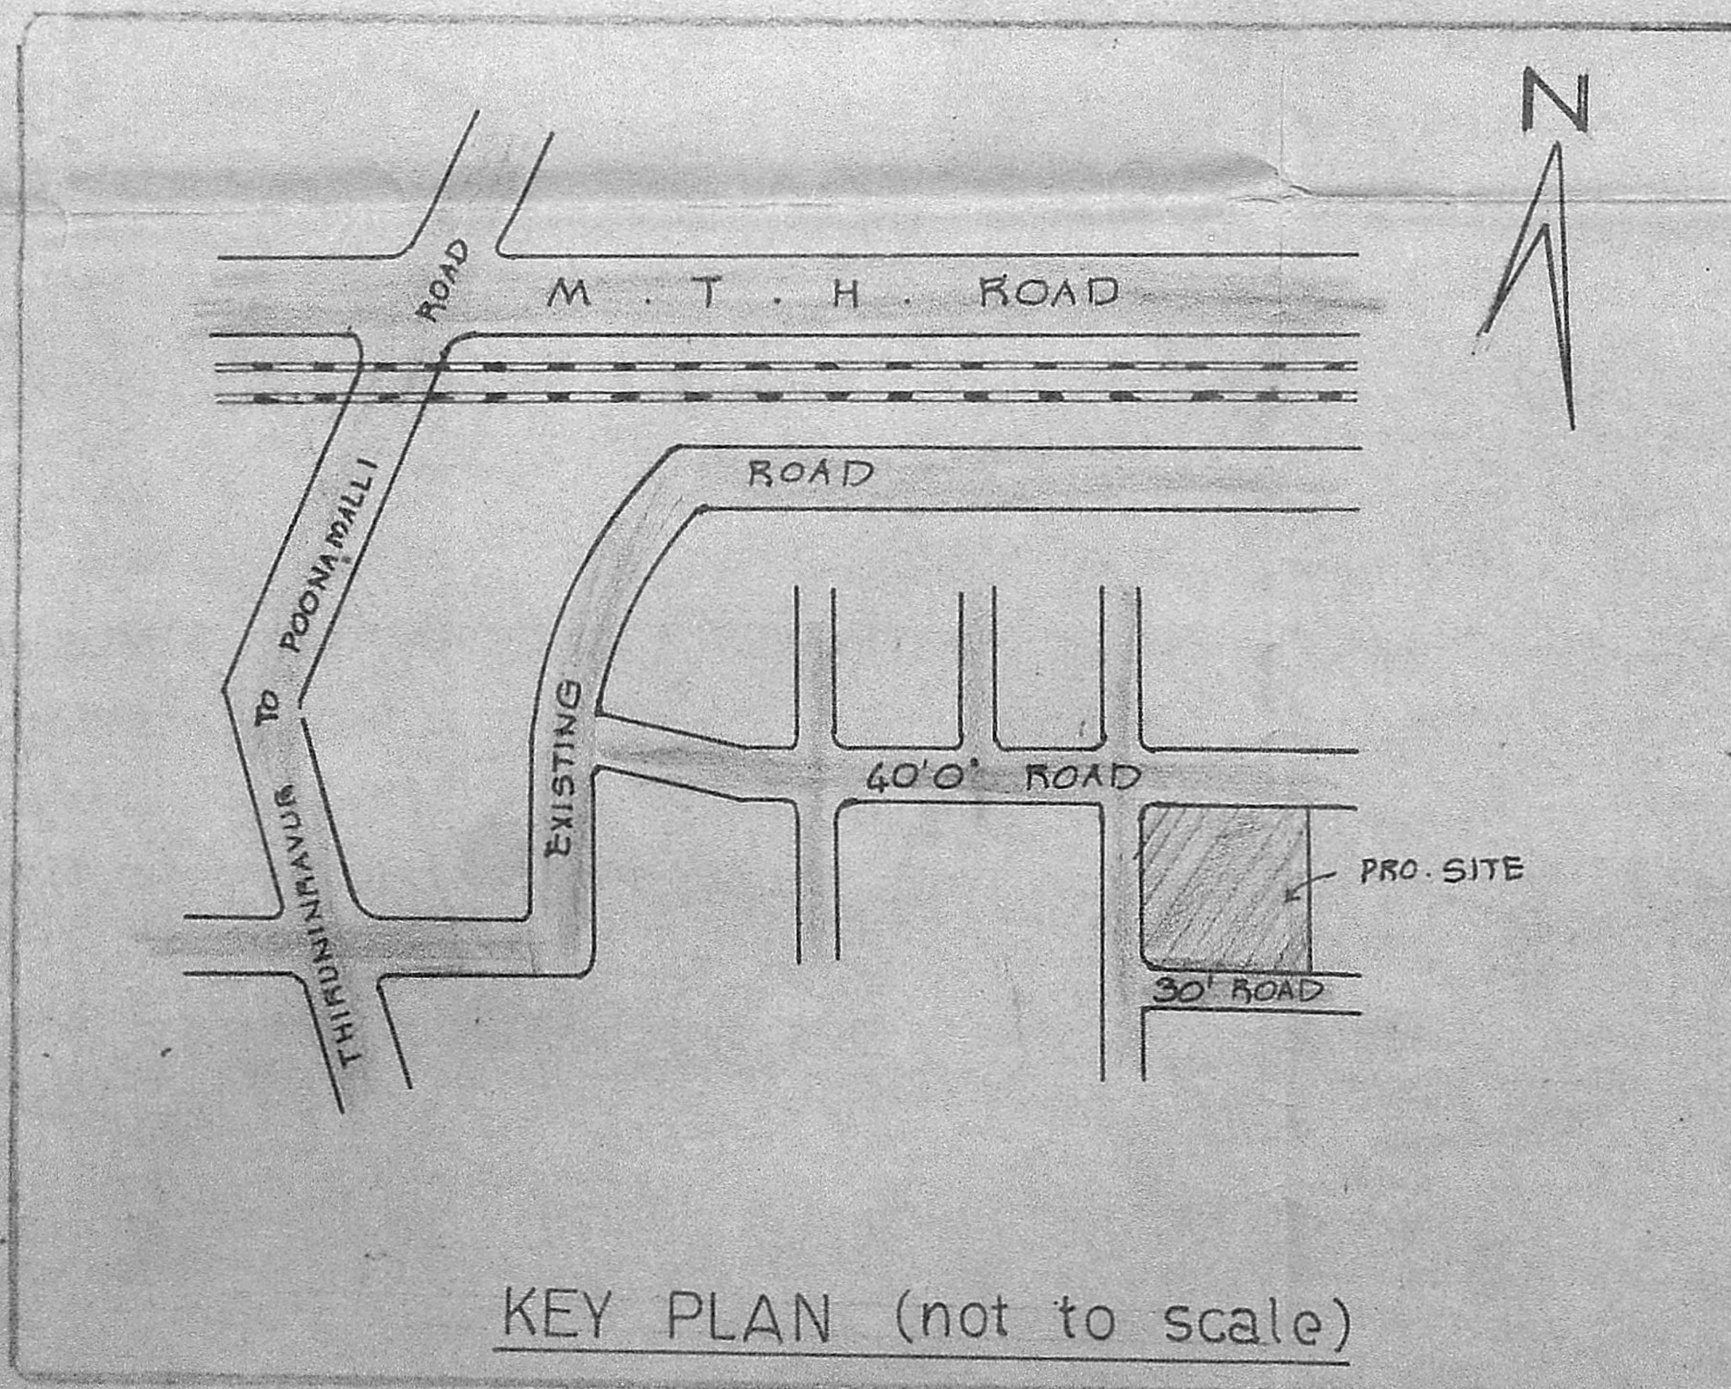 N
M . T . H . ROAD
THIRUNINRAVUR TO POONAMALLI ROAD
EXISTING ROAD
40'0" ROAD
PRO. SITE
30' ROAD
KEY PLAN (not to scale)